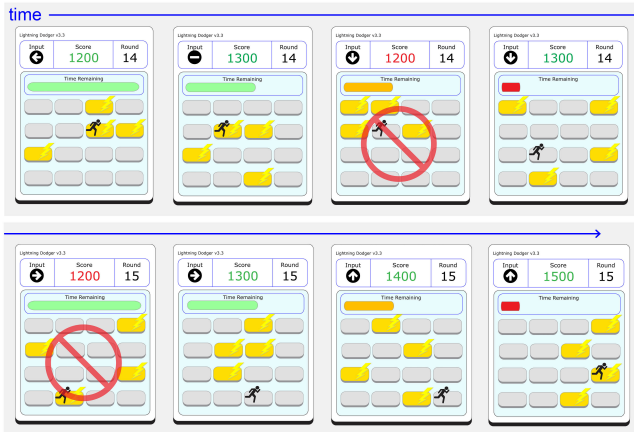 time
Lightning Dodger v3.3
Input Score Round
1200 14
Time Remaining
Lightning Dodger v3.3
Input Score Round
1300 14
Time Remaining
Lightning Dodger v3.3
Input Score Round
1200 14
Time Remaining
Lightning Dodger v3.3
Input Score Round
1300 14
Time Remaining
Lightning Dodger v3.3
Input Score Round
1200 15
Time Remaining
Lightning Dodger v3.3
Input Score Round
1300 15
Time Remaining
Lightning Dodger v3.3
Input Score Round
1400 15
Time Remaining
Lightning Dodger v3.3
Input Score Round
1500 15
Time Remaining